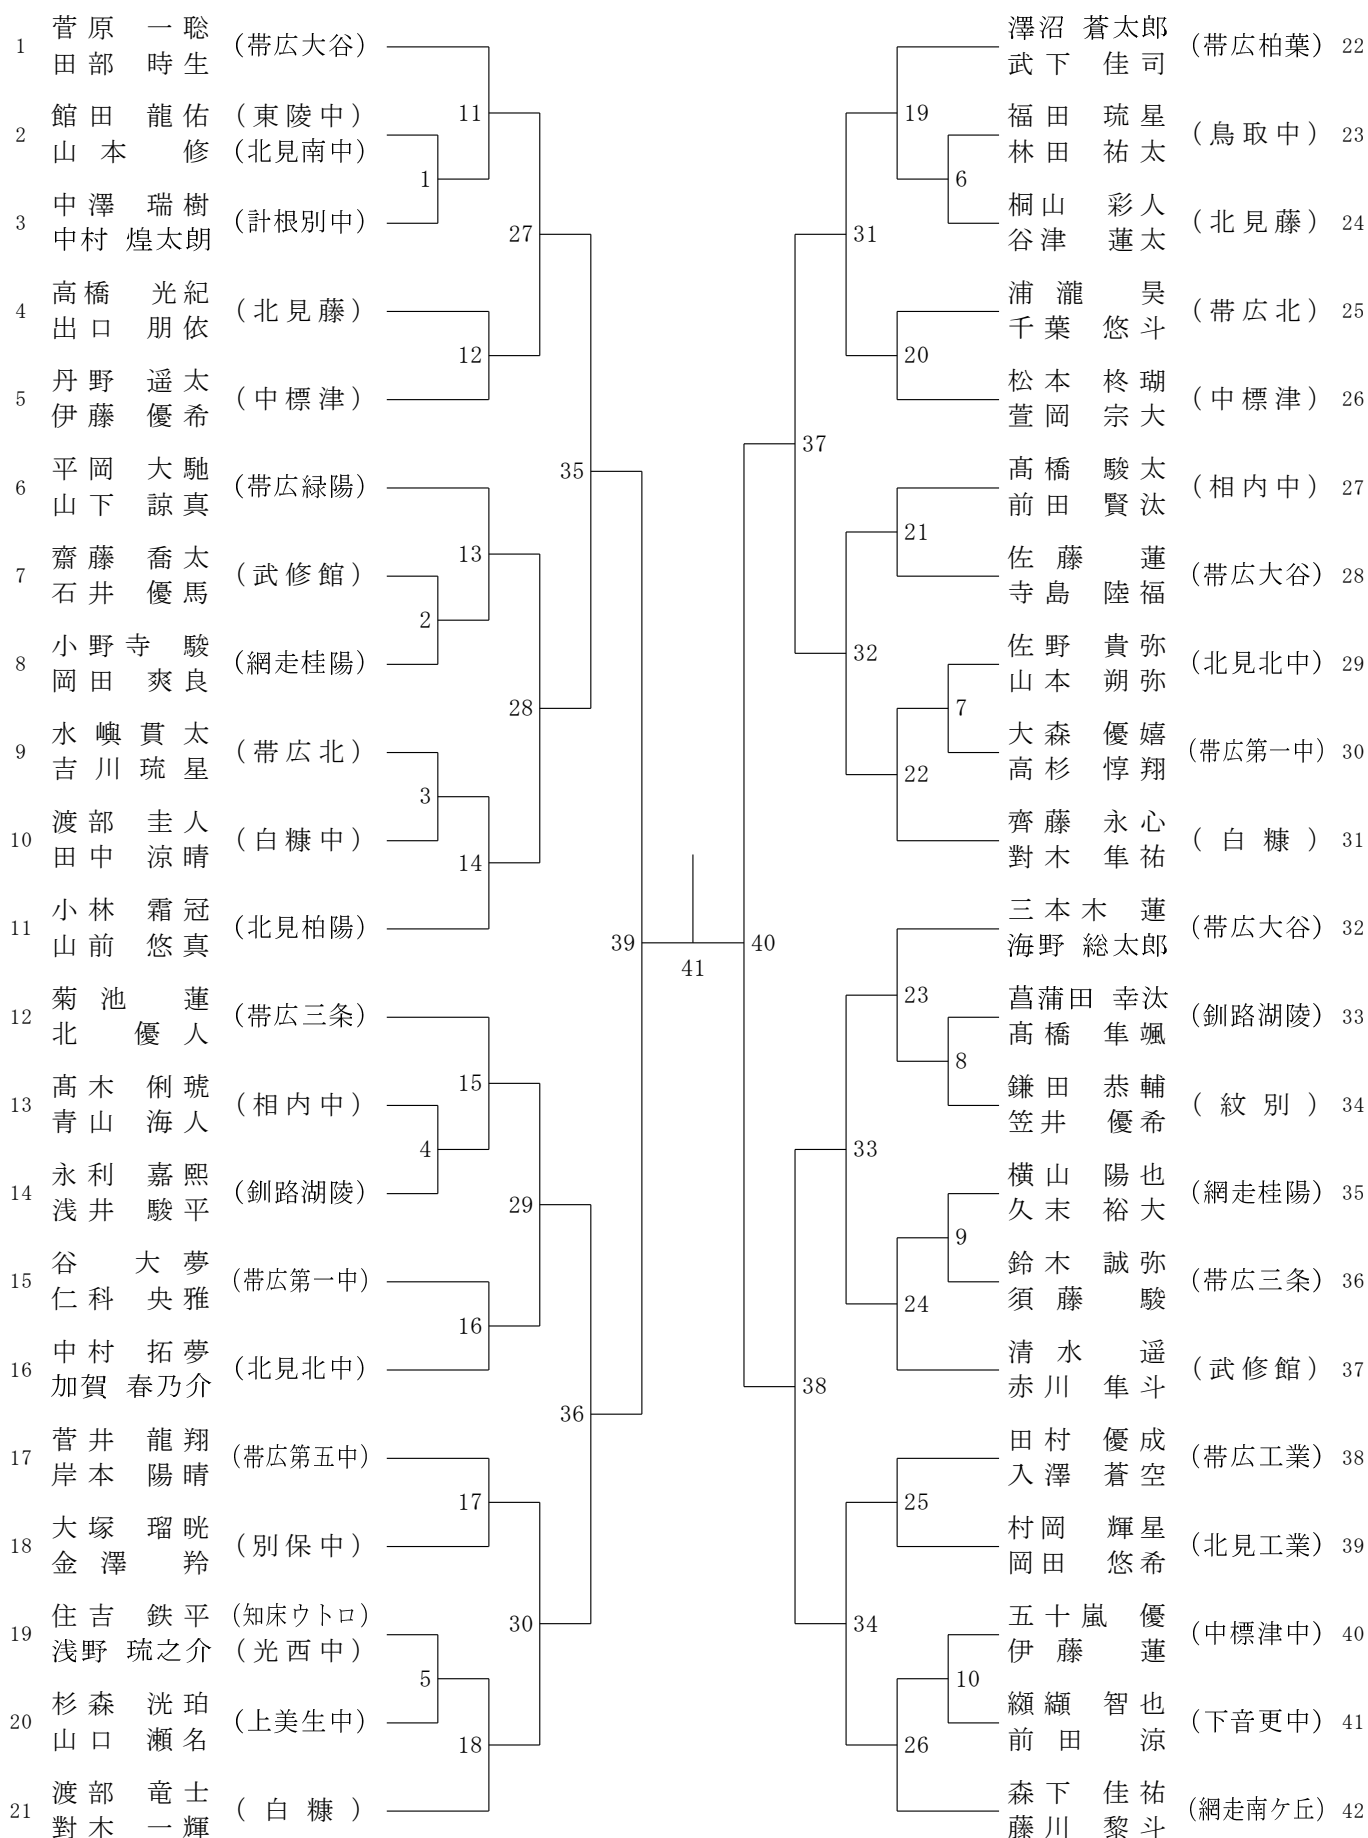 1 菅原 一聡 (帯広大谷)
田部 時生
2 館田 龍佑 (東陵中)
山本 修 (北見南中)
3 中澤 瑞樹 (計根別中)
中村 煌太朗
4 高橋 光紀 (北見藤)
出口 朋依
5 丹野 遥太 (中標津)
伊藤 優希
6 平岡 大馳 (帯広緑陽)
山下 諒真
7 齋藤 喬太 (武修館)
石井 優馬
8 小野寺 駿 (網走桂陽)
岡田 爽良
9 水嶼 貫太 (帯広北)
吉川 琉星
10 渡部 圭人 (白糠中)
田中 涼晴
11 小林 霜冠 (北見柏陽)
山前 悠真
12 菊池 蓮 (帯広三条)
北 優人
13 髙木 俐琥 (相内中)
青山 海人
14 永利 嘉熙 (釧路湖陵)
浅井 駿平
15 谷 大夢 (帯広第一中)
仁科 央雅
16 中村 拓夢 (北見北中)
加賀 春乃介
17 菅井 龍翔 (帯広第五中)
岸本 陽晴
18 大塚 瑠晄 (別保中)
金澤 羚
19 住吉 鉄平 (知床ウトロ)
浅野 琉之介 (光西中)
20 杉森 洸珀 (上美生中)
山口 瀬名
21 渡部 竜士 (白糠)
對木 一輝
1
2
3
4
5
11
12
13
14
15
16
17
18
27
28
29
30
35
36
39
41
40
37
38
31
32
33
34
19
20
21
22
23
24
25
26
6
7
8
9
10
澤沼 蒼太郎 (帯広柏葉) 22
武下 佳司
福田 琉星 (鳥取中) 23
林田 祐太
桐山 彩人 (北見藤) 24
谷津 蓮太
浦瀧 昊 (帯広北) 25
千葉 悠斗
松本 柊瑚 (中標津) 26
萱岡 宗大
髙橋 駿太 (相内中) 27
前田 賢汰
佐藤 蓮 (帯広大谷) 28
寺島 陸福
佐野 貴弥 (北見北中) 29
山本 朔弥
大森 優嬉 (帯広第一中) 30
高杉 惇翔
齊藤 永心 (白糠) 31
對木 隼祐
三本木 蓮 (帯広大谷) 32
海野 総太郎
菖蒲田 幸汰 (釧路湖陵) 33
髙橋 隼颯
鎌田 恭輔 (紋別) 34
笠井 優希
横山 陽也 (網走桂陽) 35
久末 裕大
鈴木 誠弥 (帯広三条) 36
須藤 駿
清水 遥 (武修館) 37
赤川 隼斗
田村 優成 (帯広工業) 38
入澤 蒼空
村岡 輝星 (北見工業) 39
岡田 悠希
五十嵐 優 (中標津中) 40
伊藤 蓮
纐纈 智也 (下音更中) 41
前田 涼
森下 佳祐 (網走南ケ丘) 42
藤川 黎斗